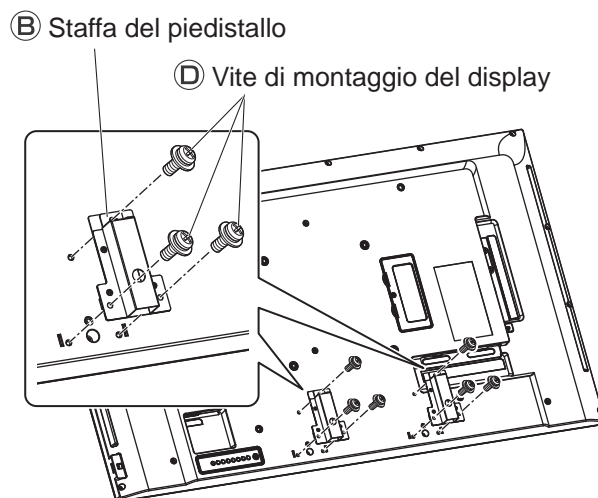 Ⓑ Staffa del piedistallo
Ⓓ Vite di montaggio del display